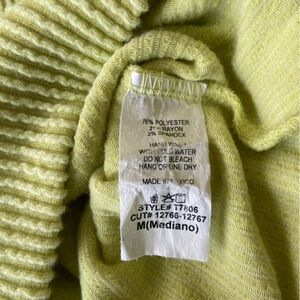 76% POLYESTER
21% RAYON
3% SPANDEX
HAND WASH
WITH COLD WATER
DO NOT BLEACH
HANG OR LINE DRY
MADE IN MEXICO
STYLE# T7806
CUT# 12766-12767
M(Mediano)